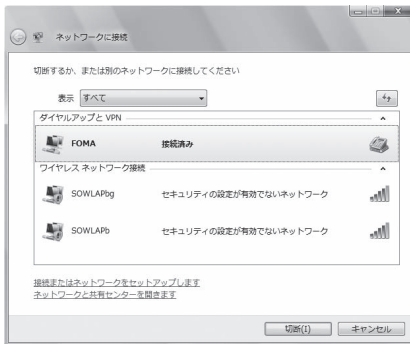 ネットワークに接続
切断するか、または別のネットワークに接続してください
表示 すべて
ダイヤルアップと VPN
FOMA 接続済み
ワイヤレス ネットワーク接続
SOWLAPbg セキュリティの設定が有効でないネットワーク
SOWLAPb セキュリティの設定が有効でないネットワーク
接続またはネットワークをセットアップします
ネットワークと共有センターを開きます
切断(I) キャンセル